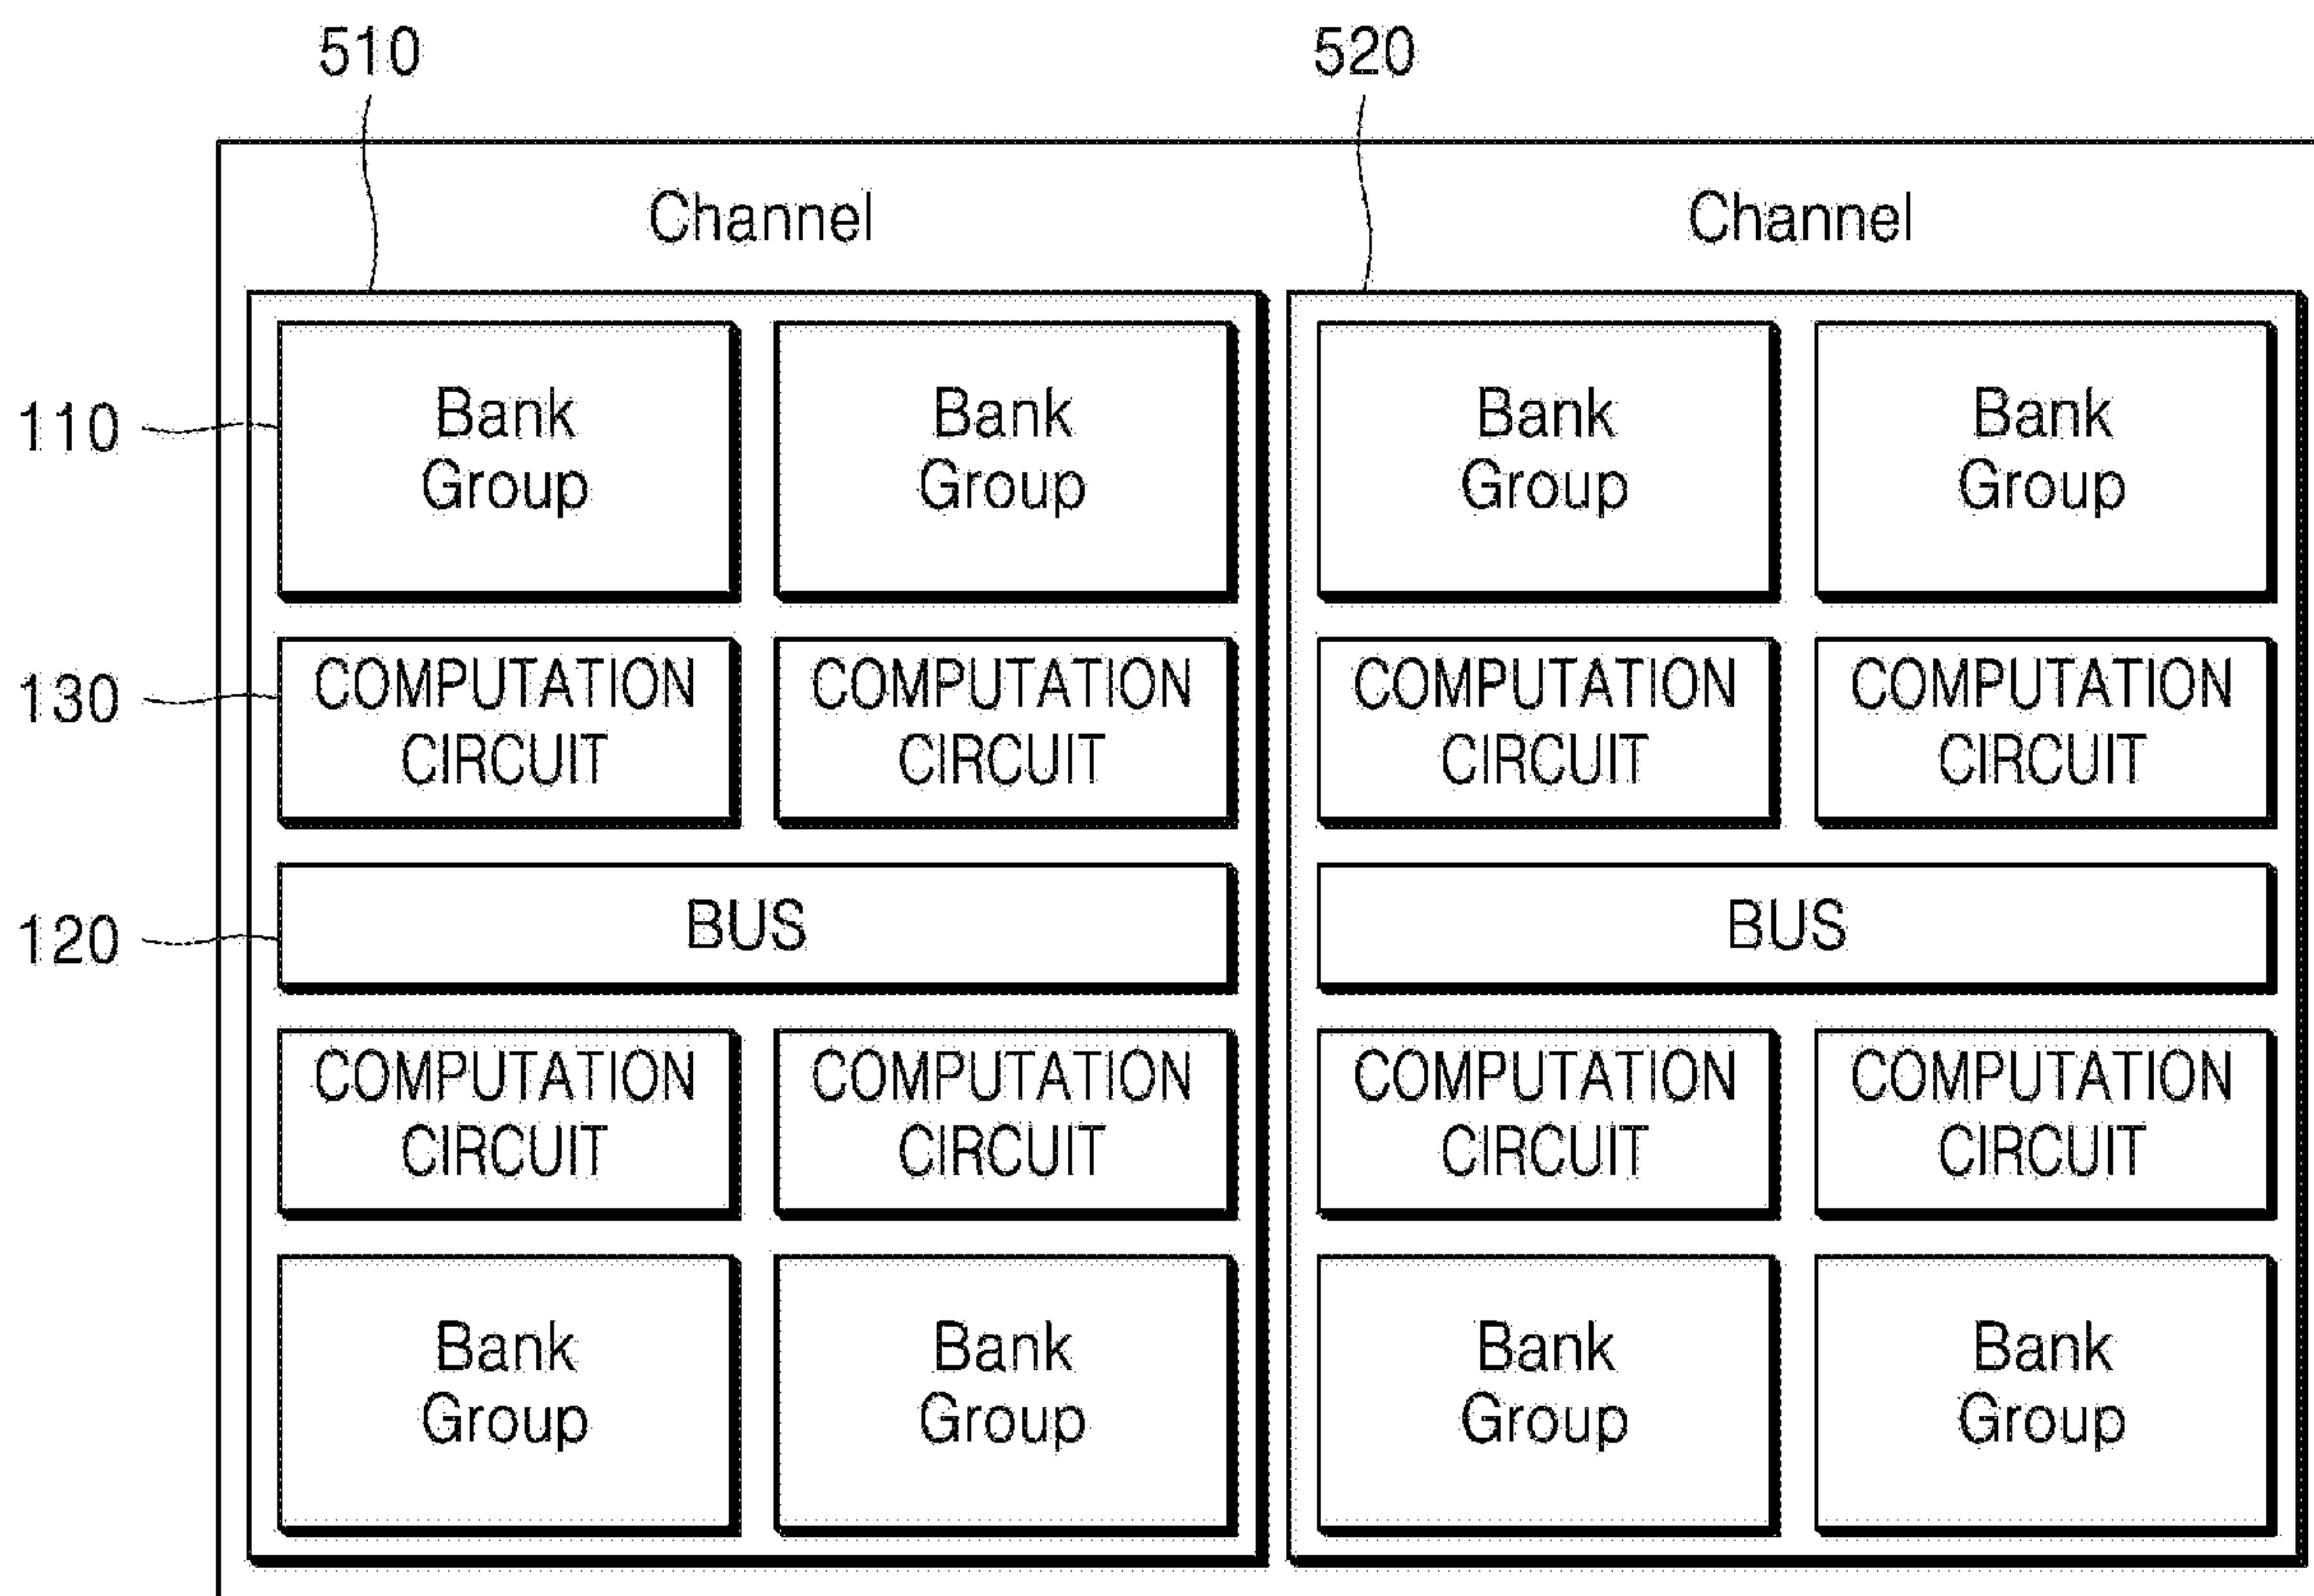 510 520
Channel Channel
110 Bank Bank Bank Bank
Group Group Group Group
130 COMPUTATION COMPUTATION COMPUTATION COMPUTATION
CIRCUIT CIRCUIT CIRCUIT CIRCUIT
120 BUS BUS
COMPUTATION COMPUTATION COMPUTATION COMPUTATION
CIRCUIT CIRCUIT CIRCUIT CIRCUIT
Bank Bank Bank Bank
Group Group Group Group